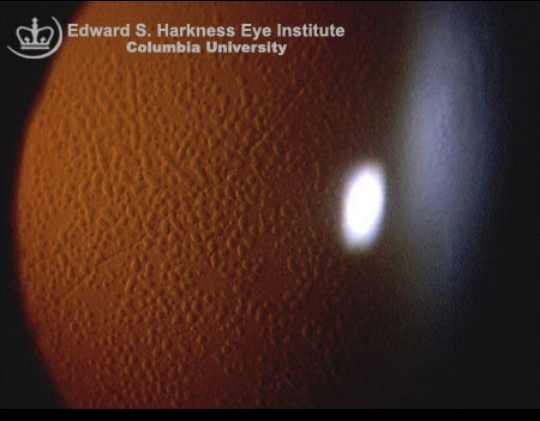 Edward S. Harkness Eye Institute
Columbia University